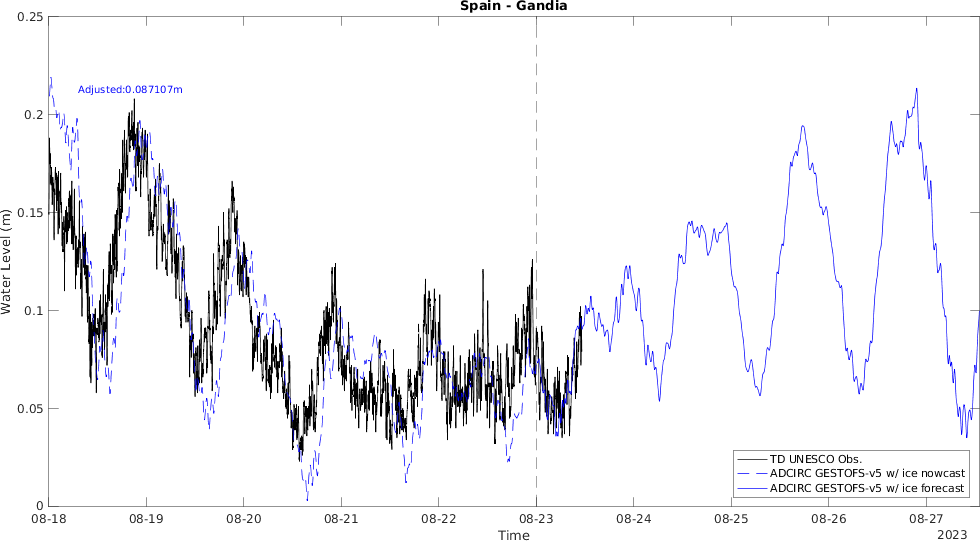 Spain - Gandia
0.25
0.2
0.15
0.1
0.05
0
Water Level (m)
Adjusted:0.087107m
TD UNESCO Obs.
ADCIRC GESTOFS-v5 w/ ice nowcast
ADCIRC GESTOFS-v5 w/ ice forecast
08-18 08-19 08-20 08-21 08-22 08-23 08-24 08-25 08-26 08-27
Time
2023